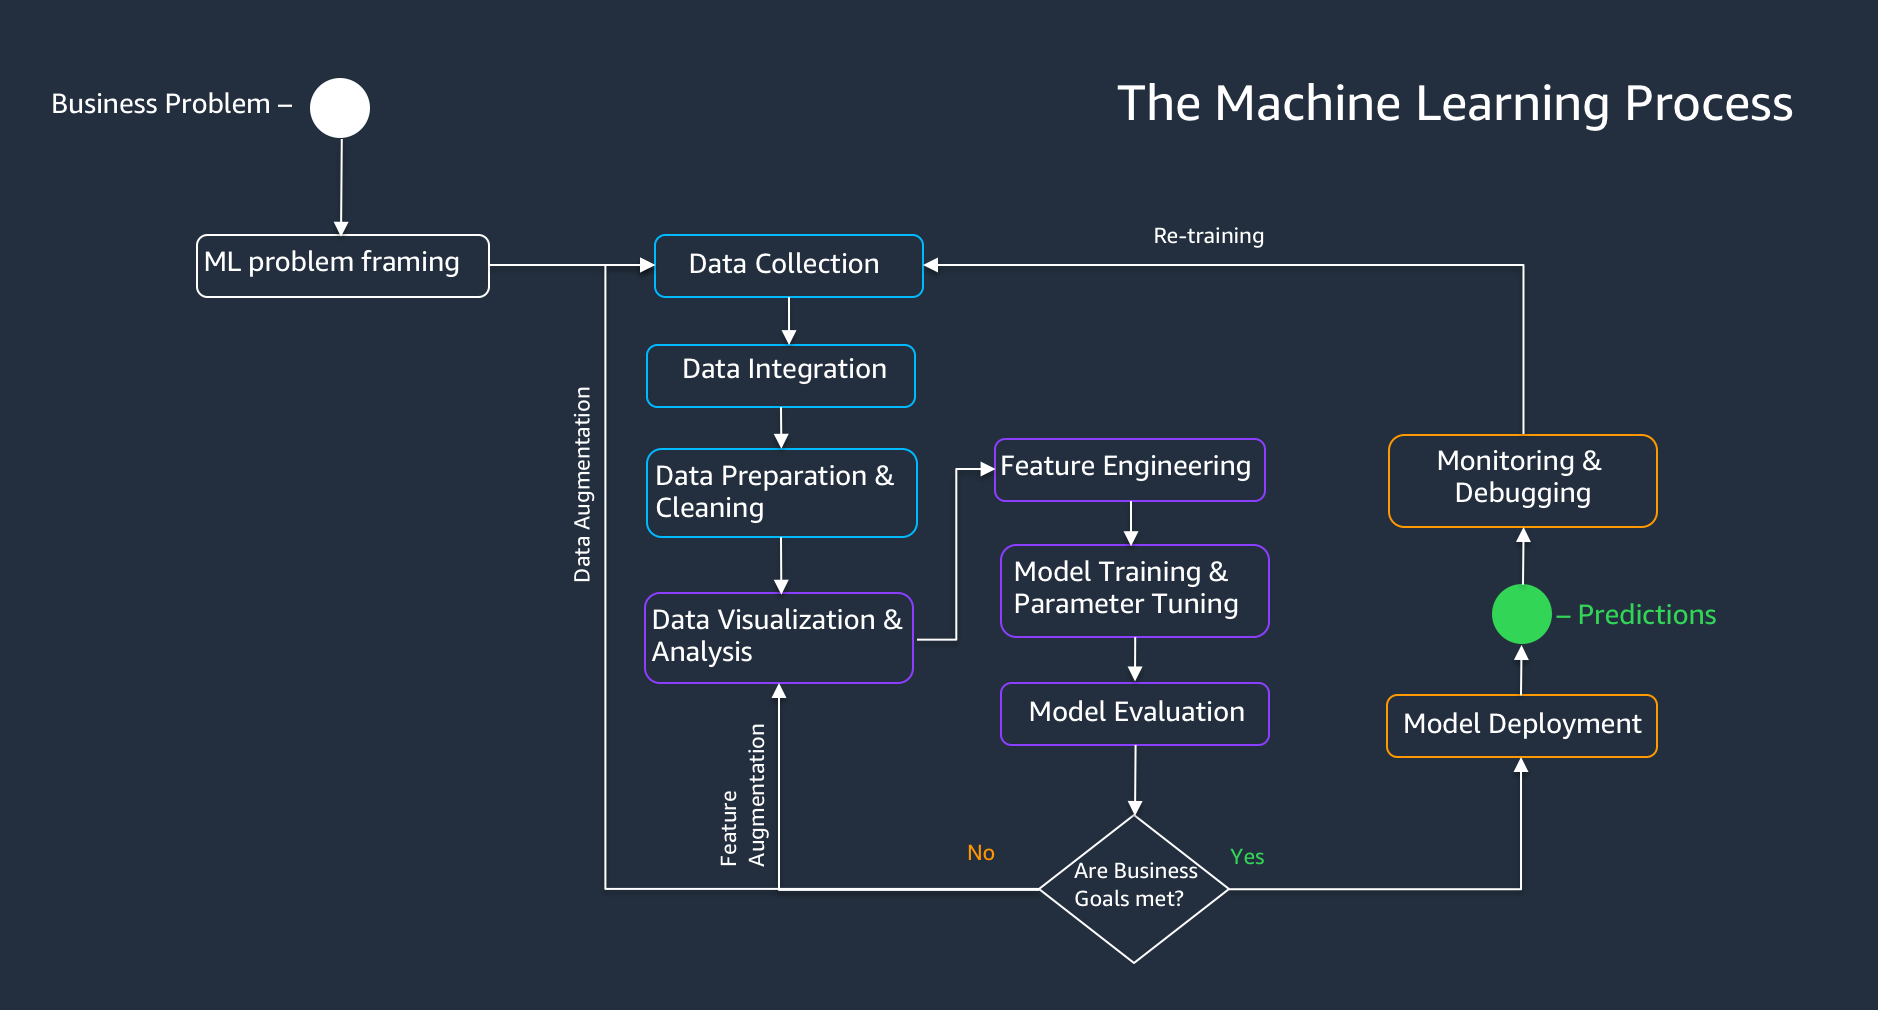 Business Problem –
The Machine Learning Process
ML problem framing
Data Collection
Re-training
Data Integration
Data Augmentation
Data Preparation &
Cleaning
Data Visualization &
Analysis
Feature
Augmentation
Feature Engineering
Model Training &
Parameter Tuning
Model Evaluation
Are Business
Goals met?
No
Yes
Model Deployment
– Predictions
Monitoring &
Debugging